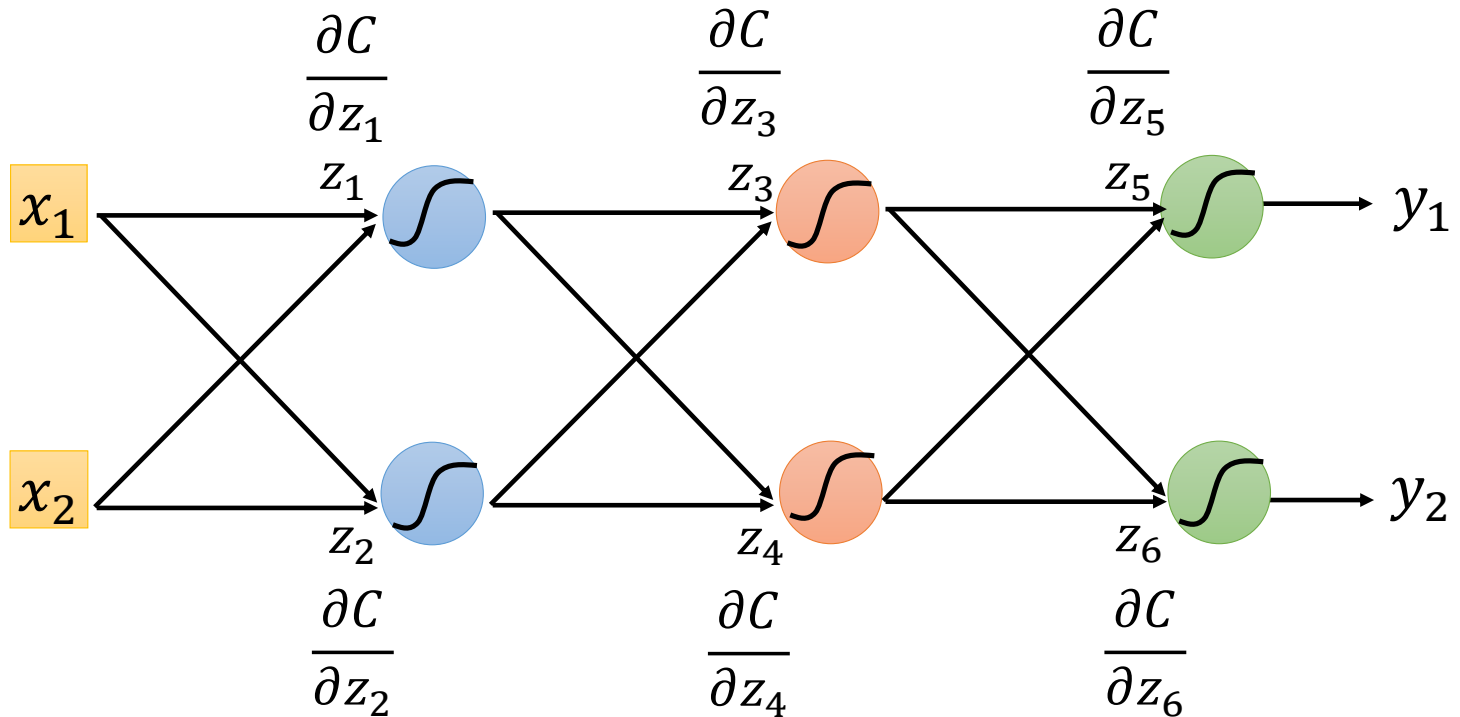 ∂C/∂z₁ ∂C/∂z₃ ∂C/∂z₅
z₁ z₃ z₅
x₁ y₁
x₂ y₂
z₂ z₄ z₆
∂C/∂z₂ ∂C/∂z₄ ∂C/∂z₆